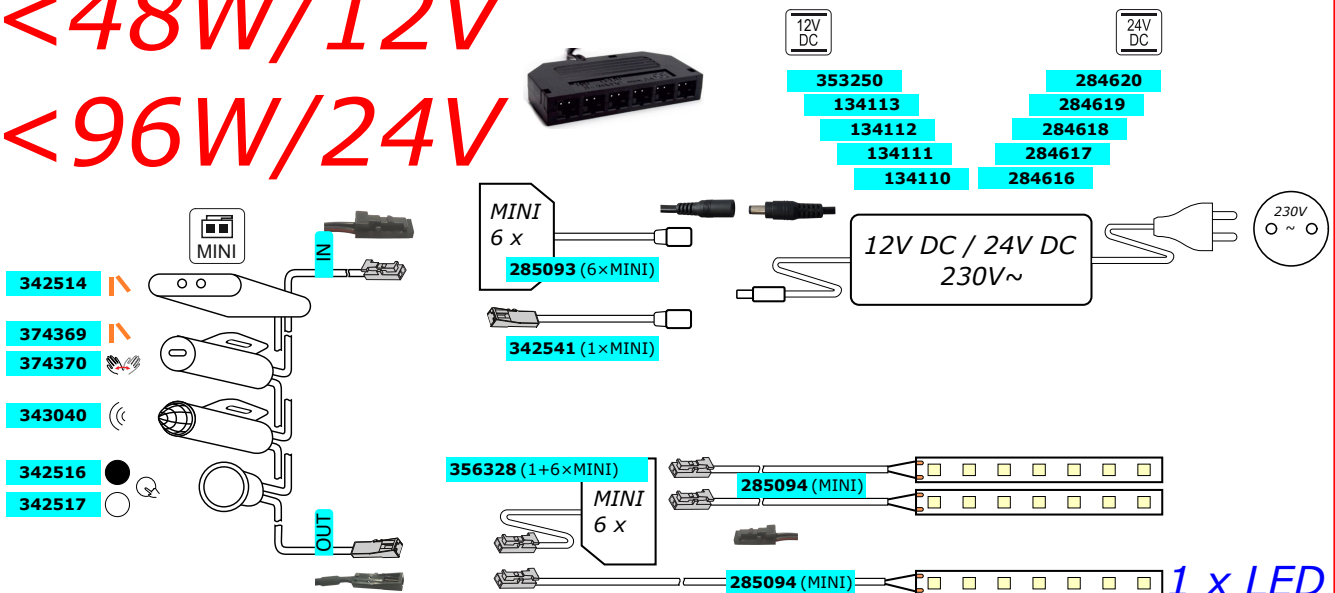 <48W/12V
<96W/24V
12V
DC
24V
DC
353250
134113
134112
134111
134110
284620
284619
284618
284617
284616
MINI
6 x
285093 (6×MINI)
342541 (1×MINI)
12V DC / 24V DC
230V~
230V
~
MINI
IN
342514
374369
374370
343040
342516
342517
OUT
356328 (1+6×MINI)
MINI
6 x
285094 (MINI)
285094 (MINI)
1 x LED